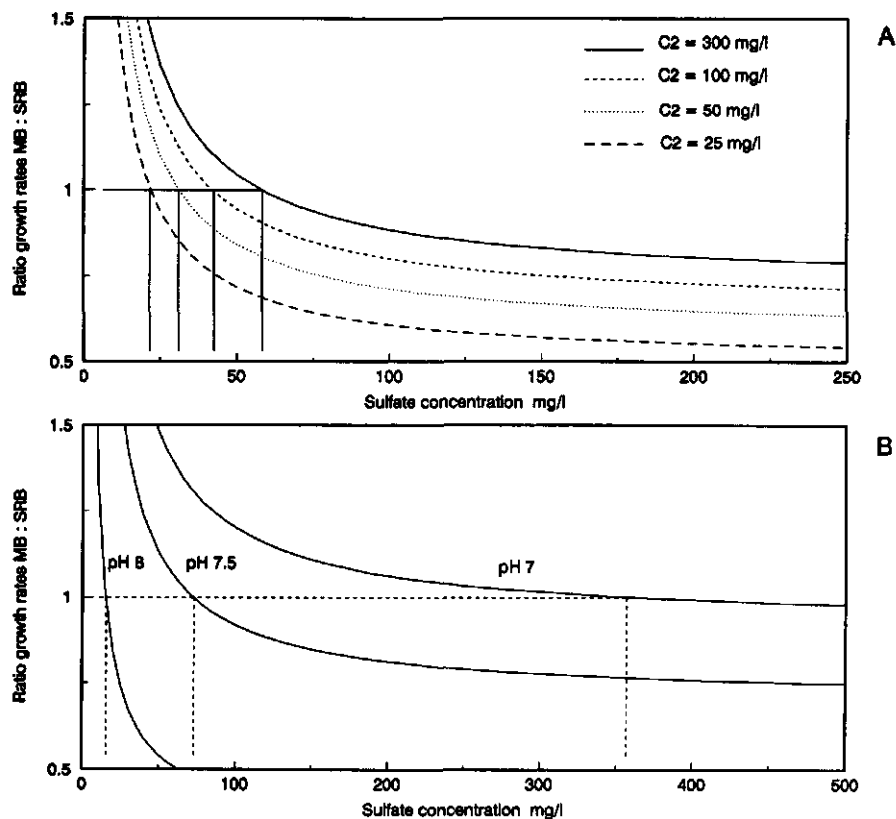 A
Ratio growth rates MB : SRB
1.5
1
0.5
C2 = 300 mg/l
C2 = 100 mg/l
C2 = 50 mg/l
C2 = 25 mg/l
0 50 100 150 200 250
Sulfate concentration mg/l
B
Ratio growth rates MB : SRB
1.5
1
0.5
pH 8
pH 7.5
pH 7
0 100 200 300 400 500
Sulfate concentration mg/l